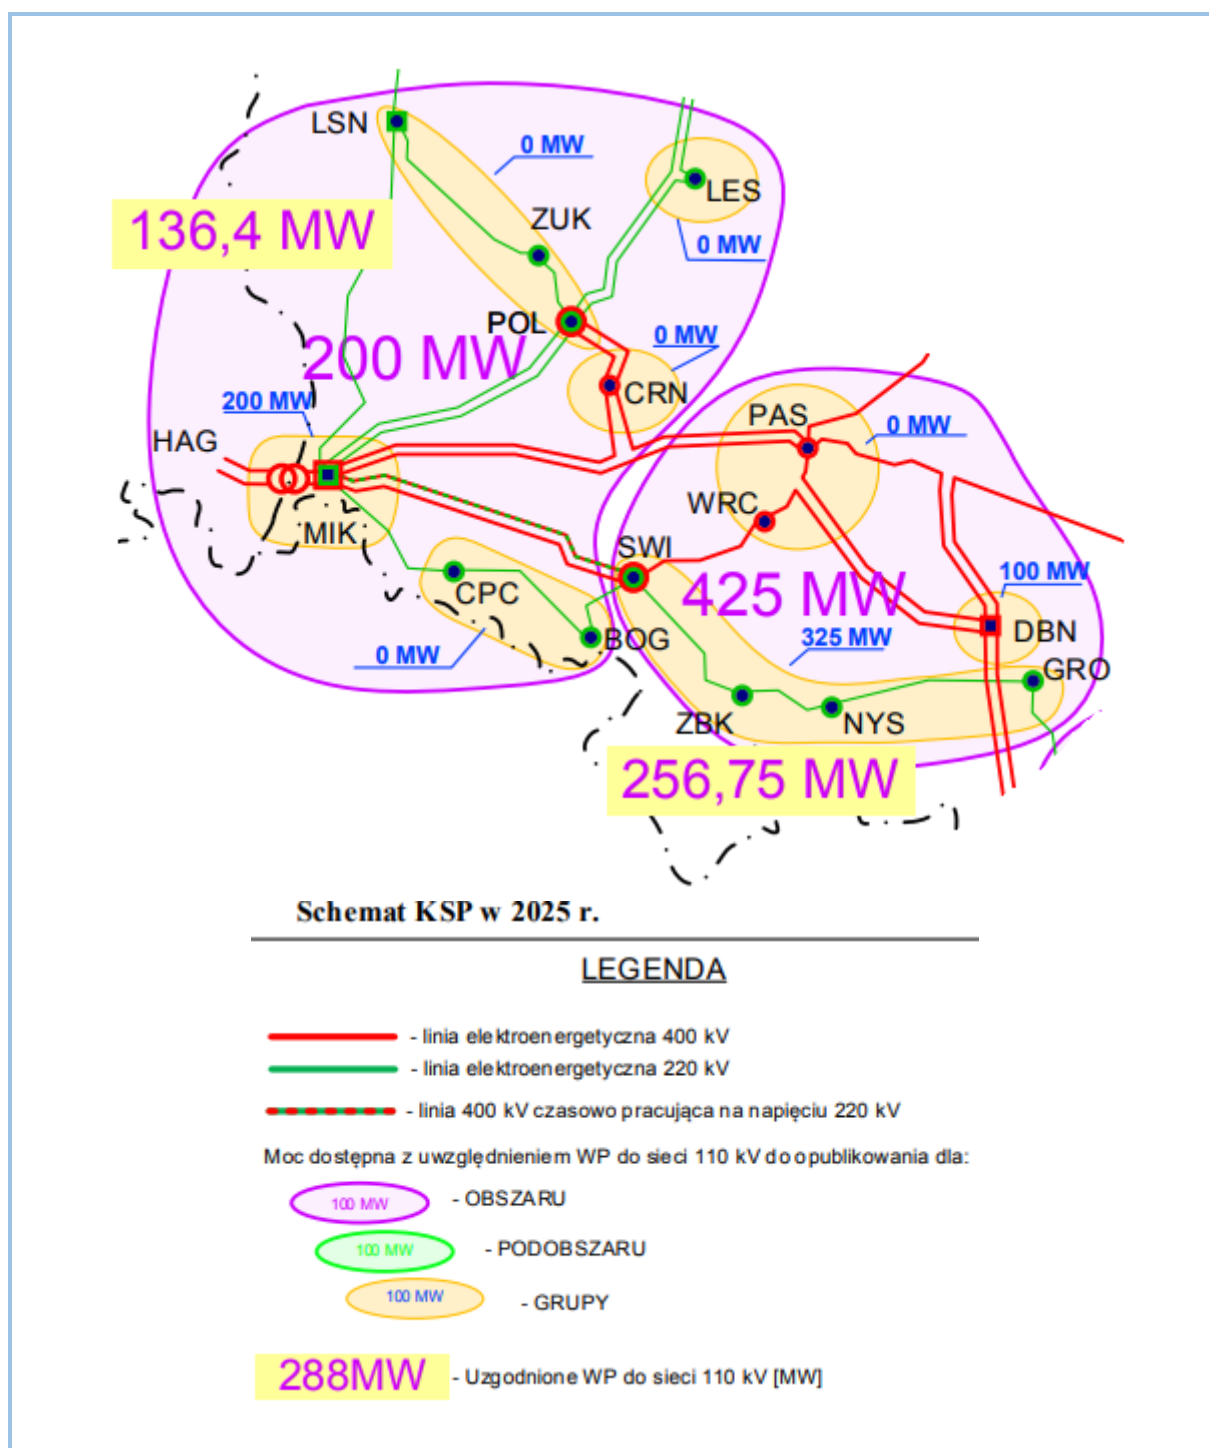 LSN
0 MW
LES
ZUK
136,4 MW
0 MW
POL
200 MW
0 MW
CRN
200 MW
PAS
0 MW
HAG
WRC
MIK
SWI
425 MW
100 MW
CPC
DBN
325 MW
BOG
0 MW
GRO
ZBK
NYS
256,75 MW
Schemat KSP w 2025 r.
LEGENDA
- linia elektroenergetyczna 400 kV
- linia elektroenergetyczna 220 kV
- linia 400 kV czasowo pracująca na napięciu 220 kV
Moc dostępna z uwzględnieniem WP do sieci 110 kV do opublikowania dla:
100 MW - OBSZARU
100 MW - PODOBSZARU
100 MW - GRUPY
288MW - Uzgodnione WP do sieci 110 kV [MW]